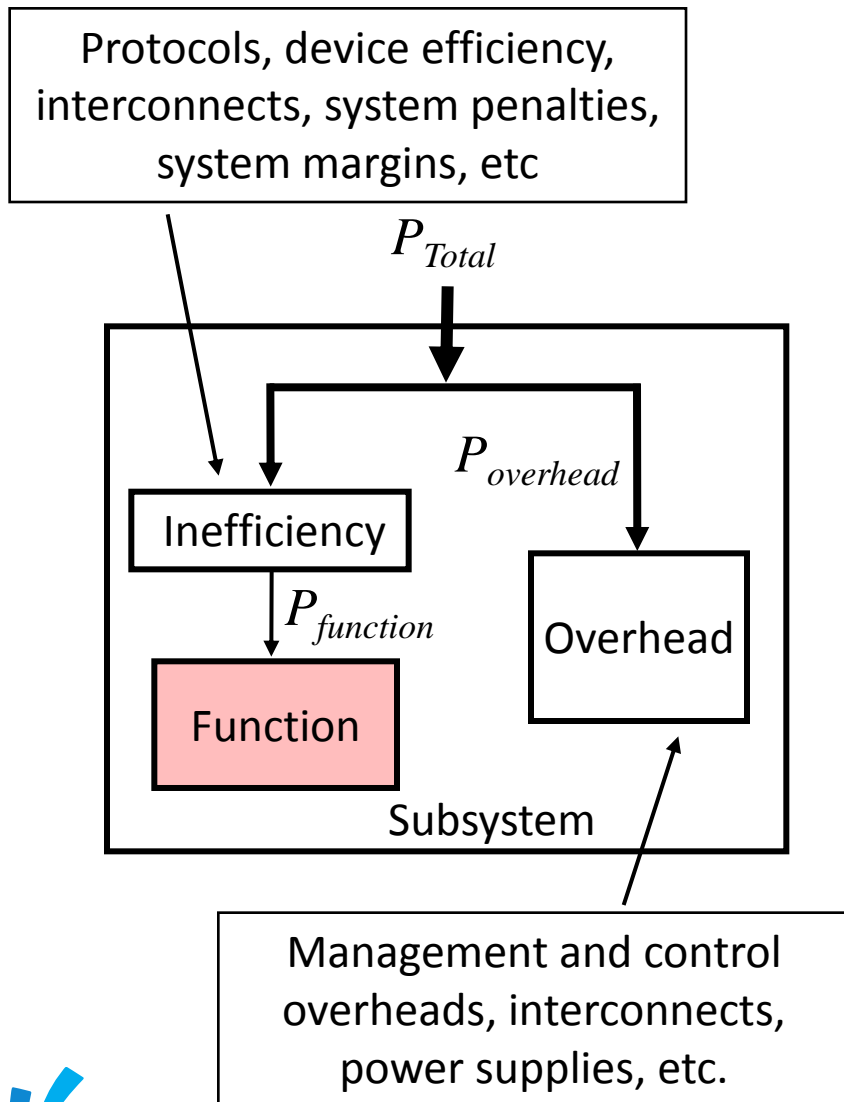 Protocols, device efficiency,
interconnects, system penalties,
system margins, etc
P_Total
P_overhead
Inefficiency
P_function
Overhead
Function
Subsystem
Management and control
overheads, interconnects,
power supplies, etc.